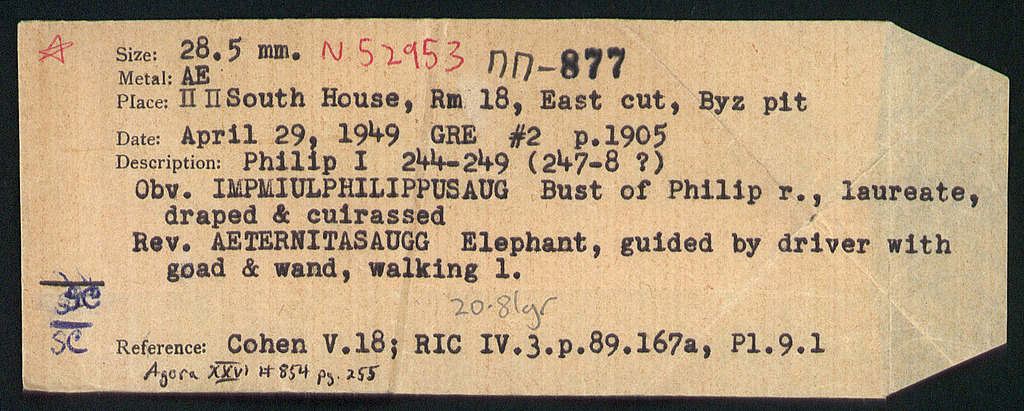 Size: 28.5 mm. N 52953 ΠΠ-877
Metal: AE
Place: ΠΠ South House, Rm 18, East cut, Byz pit
Date: April 29, 1949 GRE #2 p.1905
Description: Philip I 244-249 (247-8 ?)
Obv. IMPMIULPHILIPPUSAUG Bust of Philip r., laureate,
draped & cuirassed
Rev. AETERNITASAUGG Elephant, guided by driver with
goad & wand, walking l.
SC
20.81gr
SC
Reference: Cohen V.18; RIC IV.3.p.89.167a, Pl.9.1
Agora XXVI #854 pg. 255